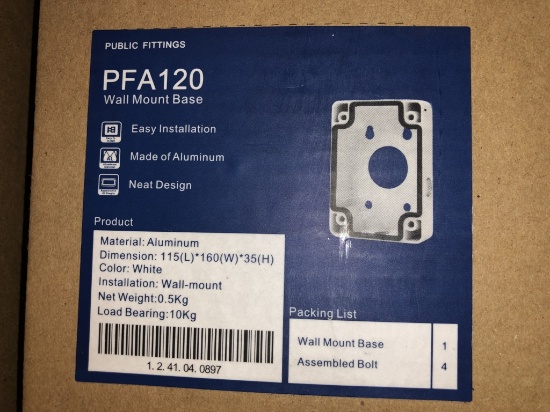 PUBLIC FITTINGS
PFA120
Wall Mount Base
Easy Installation
Made of Aluminum
Neat Design
Product
Material: Aluminum
Dimension: 115(L)*160(W)*35(H)
Color: White
Installation: Wall-mount
Net Weight:0.5Kg
Load Bearing:10Kg
1. 2. 41. 04. 0897
Packing List
Wall Mount Base 1
Assembled Bolt 4